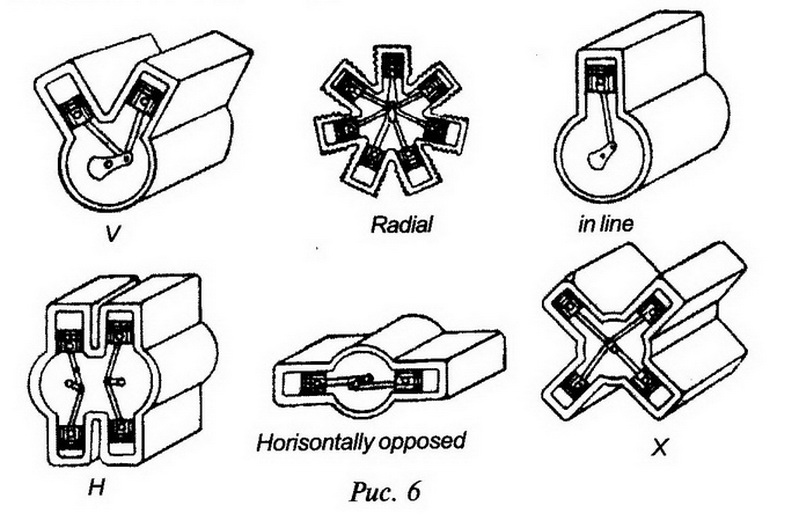 V
Radial
in line
H
Horisontally opposed
X
Рис. 6